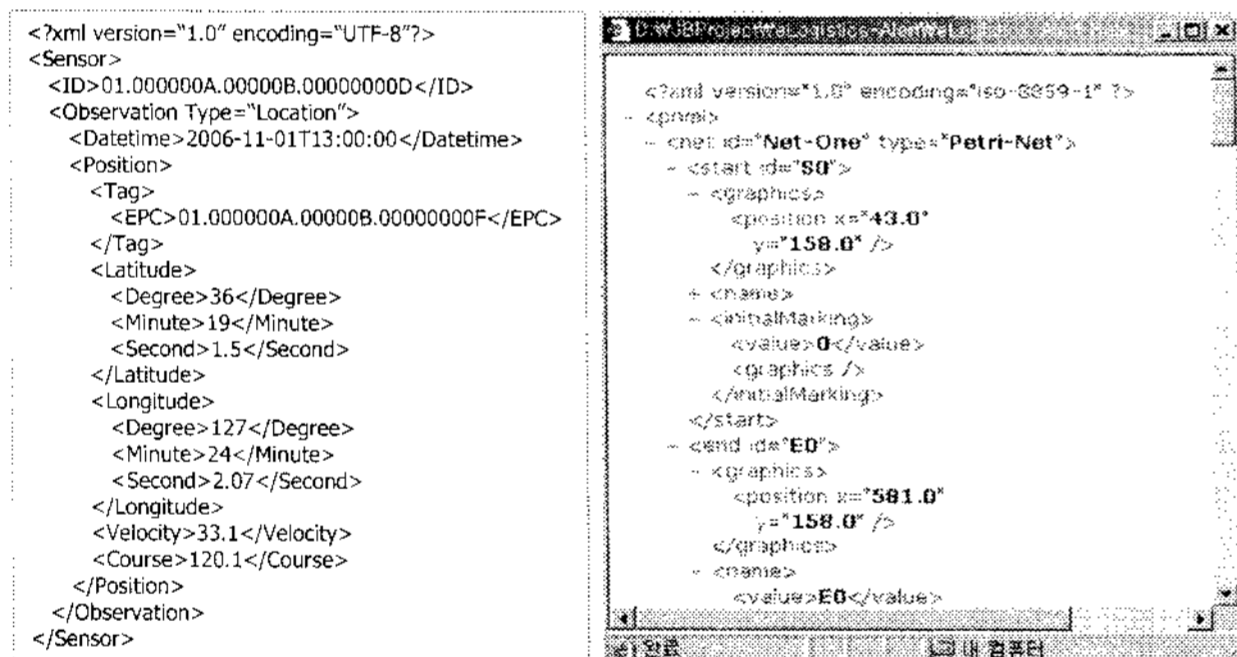 <?xml version="1.0" encoding="UTF-8"?>
<Sensor>
<ID>01.000000A.00000B.00000000D</ID>
<Observation Type="Location">
<Datetime>2006-11-01T13:00:00</Datetime>
<Position>
<Tag>
<EPC>01.000000A.00000B.00000000F</EPC>
</Tag>
<Latitude>
<Degree>36</Degree>
<Minute>19</Minute>
<Second>1.5</Second>
</Latitude>
<Longitude>
<Degree>127</Degree>
<Minute>24</Minute>
<Second>2.07</Second>
</Longitude>
<Velocity>33.1</Velocity>
<Course>120.1</Course>
</Position>
</Observation>
</Sensor>
<?xml version="1.0" encoding="iso-8859-1" ?>
- <pnml>
- <net id="Net-One" type="Petri-Net">
- <start id="S0">
- <graphics>
<position x="43.0"
y="158.0" />
</graphics>
+ <name>
- <initialMarking>
<value>0</value>
<graphics />
</initialMarking>
</start>
- <end id="E0">
- <graphics>
<position x="581.0"
y="158.0" />
</graphics>
- <name>
<value>E0</value>
완료
내 컴퓨터